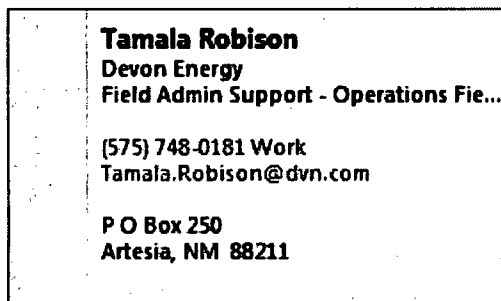 Tamala Robison
Devon Energy
Field Admin Support - Operations Fie...
(575) 748-0181 Work
Tamala.Robison@dvn.com
P O Box 250
Artesia, NM 88211